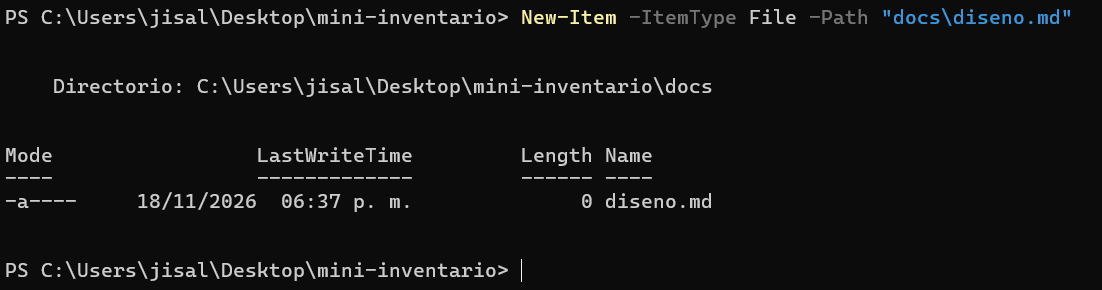 PS C:\Users\jisal\Desktop\mini-inventario> New-Item -ItemType File -Path "docs\diseno.md"
Directorio: C:\Users\jisal\Desktop\mini-inventario\docs
Mode LastWriteTime Length Name
---- ------------- ------ ----
-a---- 18/11/2026 06:37 p. m. 0 diseno.md
PS C:\Users\jisal\Desktop\mini-inventario>